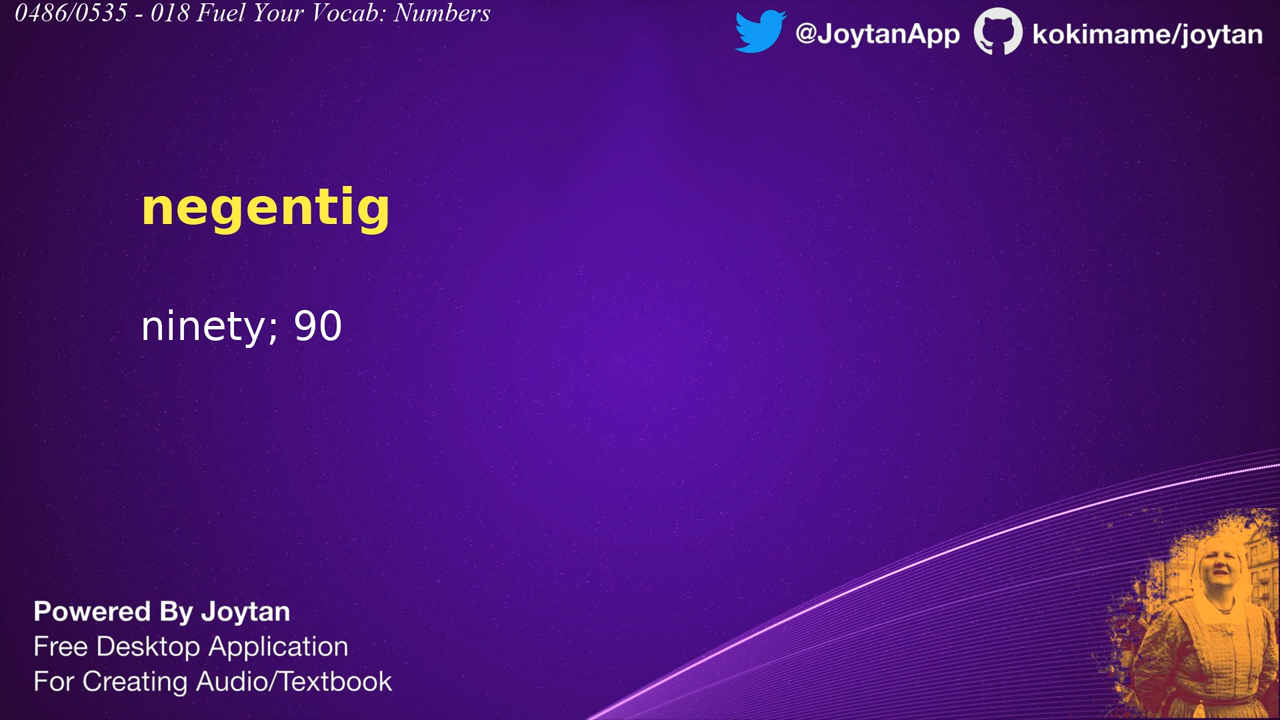 0486/0535 - 018 Fuel Your Vocab: Numbers
@JoytanApp kokimame/joytan
negentig
ninety; 90
Powered By Joytan
Free Desktop Application
For Creating Audio/Textbook